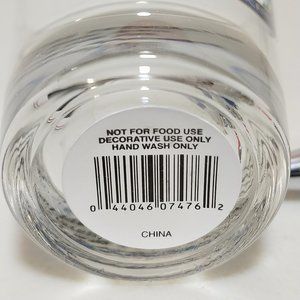 NOT FOR FOOD USE
DECORATIVE USE ONLY
HAND WASH ONLY
0 44046 07476 2
CHINA